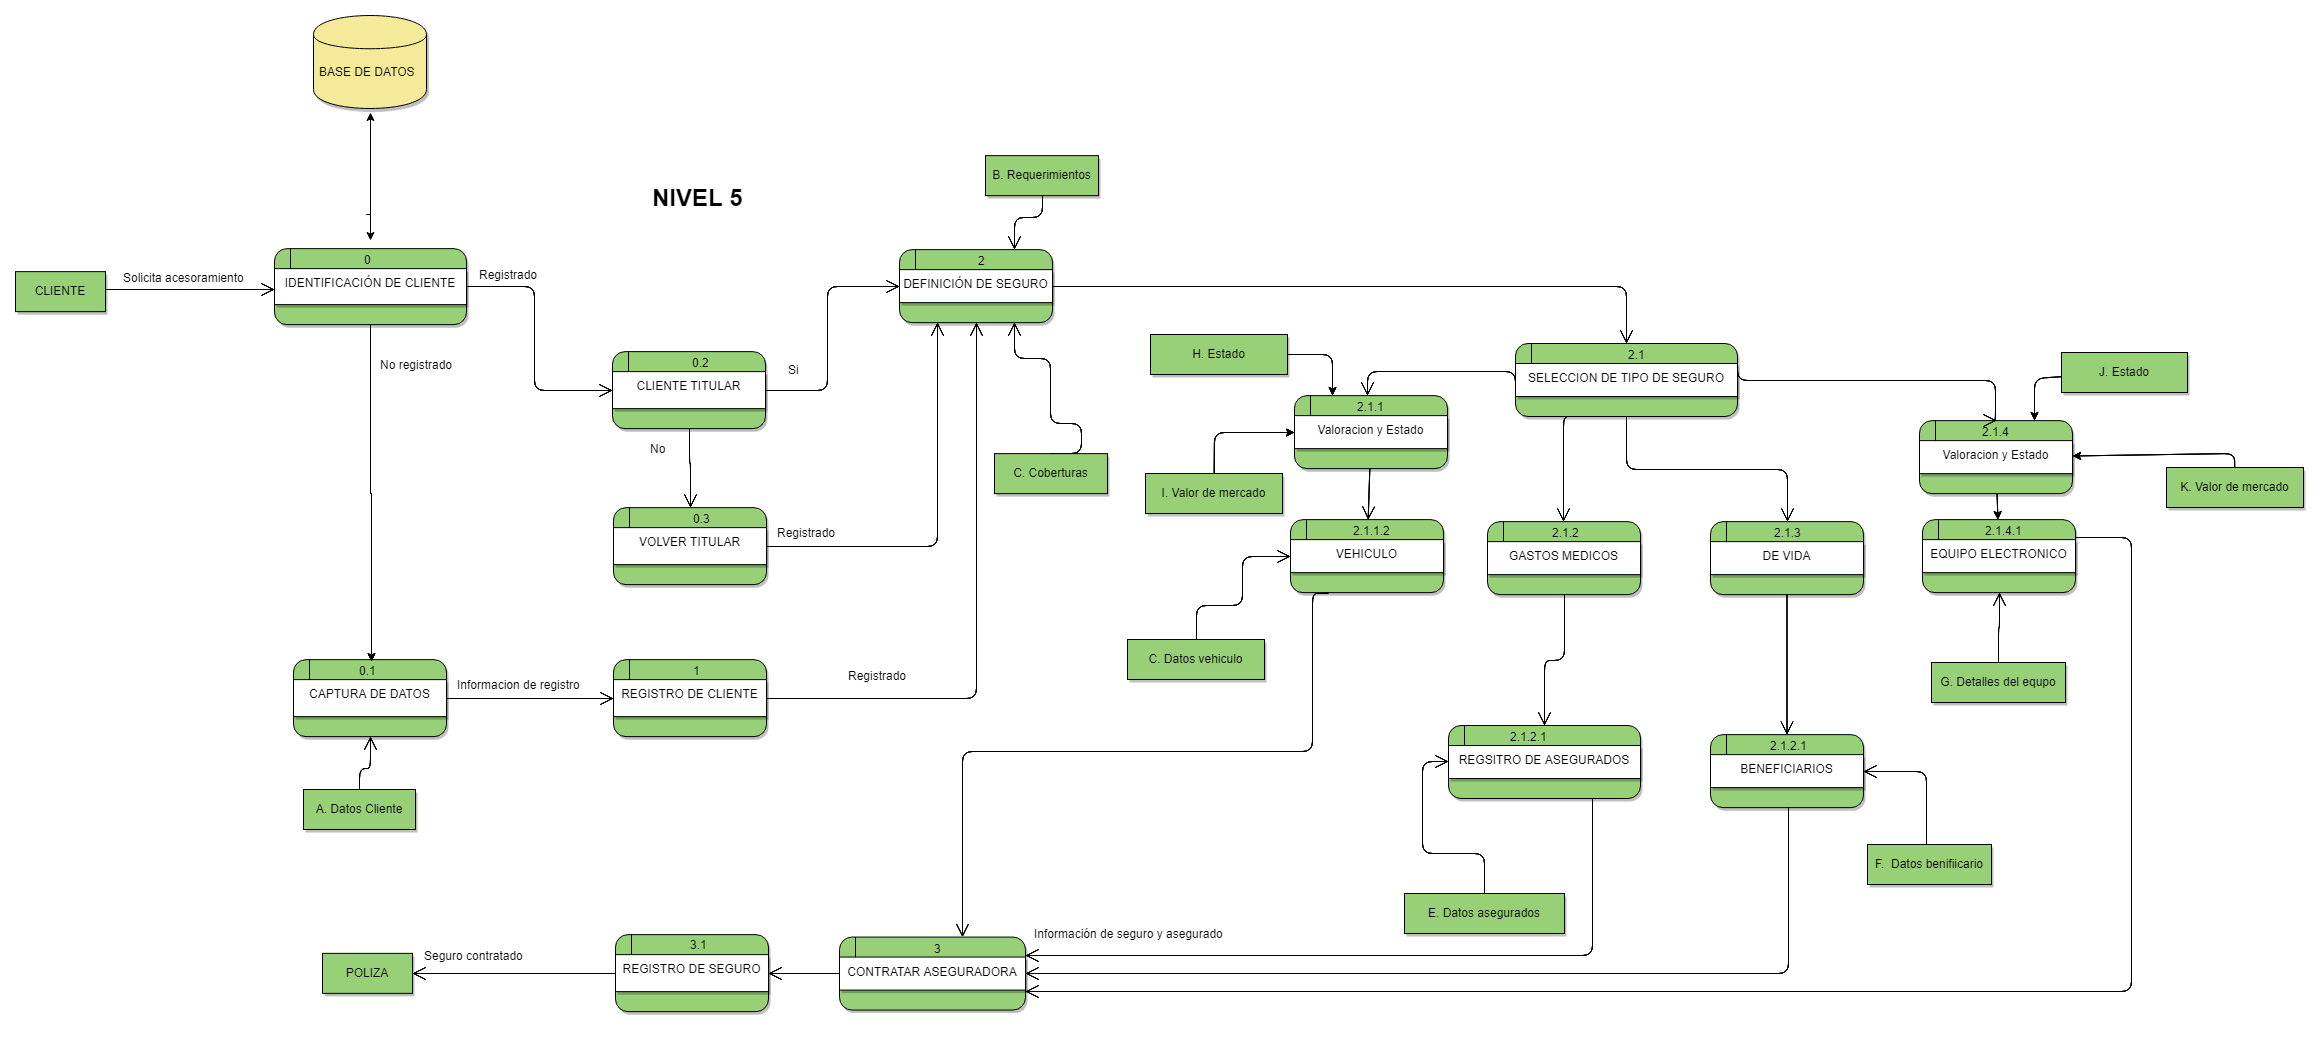 BASE DE DATOS
NIVEL 5
B. Requerimientos
CLIENTE
Solicita acesoramiento
0
IDENTIFICACIÓN DE CLIENTE
Registrado
No registrado
2
DEFINICIÓN DE SEGURO
0.2
CLIENTE TITULAR
Si
No
0.3
VOLVER TITULAR
Registrado
C. Coberturas
H. Estado
I. Valor de mercado
2.1
SELECCION DE TIPO DE SEGURO
2.1.1
Valoracion y Estado
J. Estado
2.1.4
Valoracion y Estado
K. Valor de mercado
2.1.1.2
VEHICULO
2.1.2
GASTOS MEDICOS
2.1.3
DE VIDA
2.1.4.1
EQUIPO ELECTRONICO
C. Datos vehiculo
G. Detalles del equpo
0.1
CAPTURA DE DATOS
Informacion de registro
1
REGISTRO DE CLIENTE
Registrado
A. Datos Cliente
2.1.2.1
REGSITRO DE ASEGURADOS
2.1.2.1
BENEFICIARIOS
F. Datos benifiicario
E. Datos asegurados
POLIZA
Seguro contratado
3.1
REGISTRO DE SEGURO
3
CONTRATAR ASEGURADORA
Información de seguro y asegurado